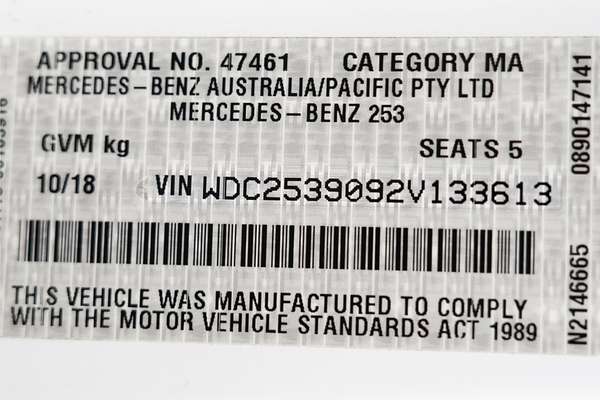 APPROVAL NO. 47461 CATEGORY MA
MERCEDES-BENZ AUSTRALIA/PACIFIC PTY LTD
MERCEDES-BENZ 253
GVM kg SEATS 5
10/18 VIN WDC2539092V133613
THIS VEHICLE WAS MANUFACTURED TO COMPLY
WITH THE MOTOR VEHICLE STANDARDS ACT 1989
0890147141
N2146665